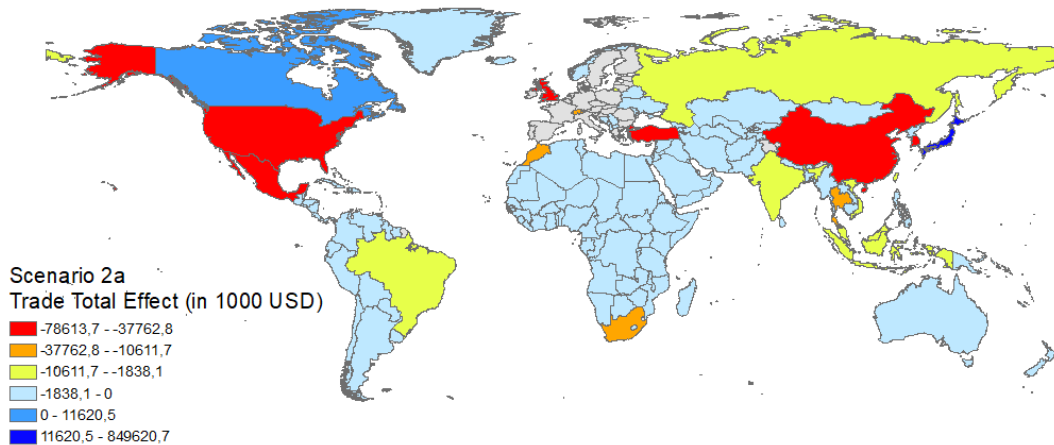 Scenario 2a
Trade Total Effect (in 1000 USD)
-78613,7 - -37762,8
-37762,8 - -10611,7
-10611,7 - -1838,1
-1838,1 - 0
0 - 11620,5
11620,5 - 849620,7